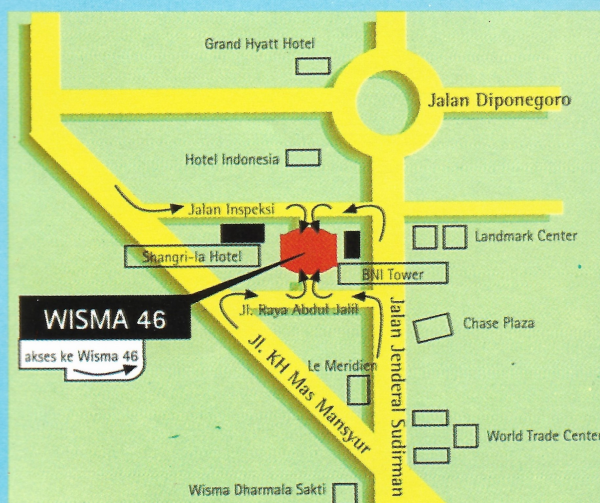 Grand Hyatt Hotel
Jalan Diponegoro
Hotel Indonesia
Jalan Inspeksi
Landmark Center
Shangri-la Hotel
BNI Tower
WISMA 46
akses ke Wisma 46
Jl. Raya Abdul Jalil
Jalan Jenderal Sudirman
Chase Plaza
Jl. KH Mas Mansyur
Le Meridien
World Trade Center
Wisma Dharmala Sakti